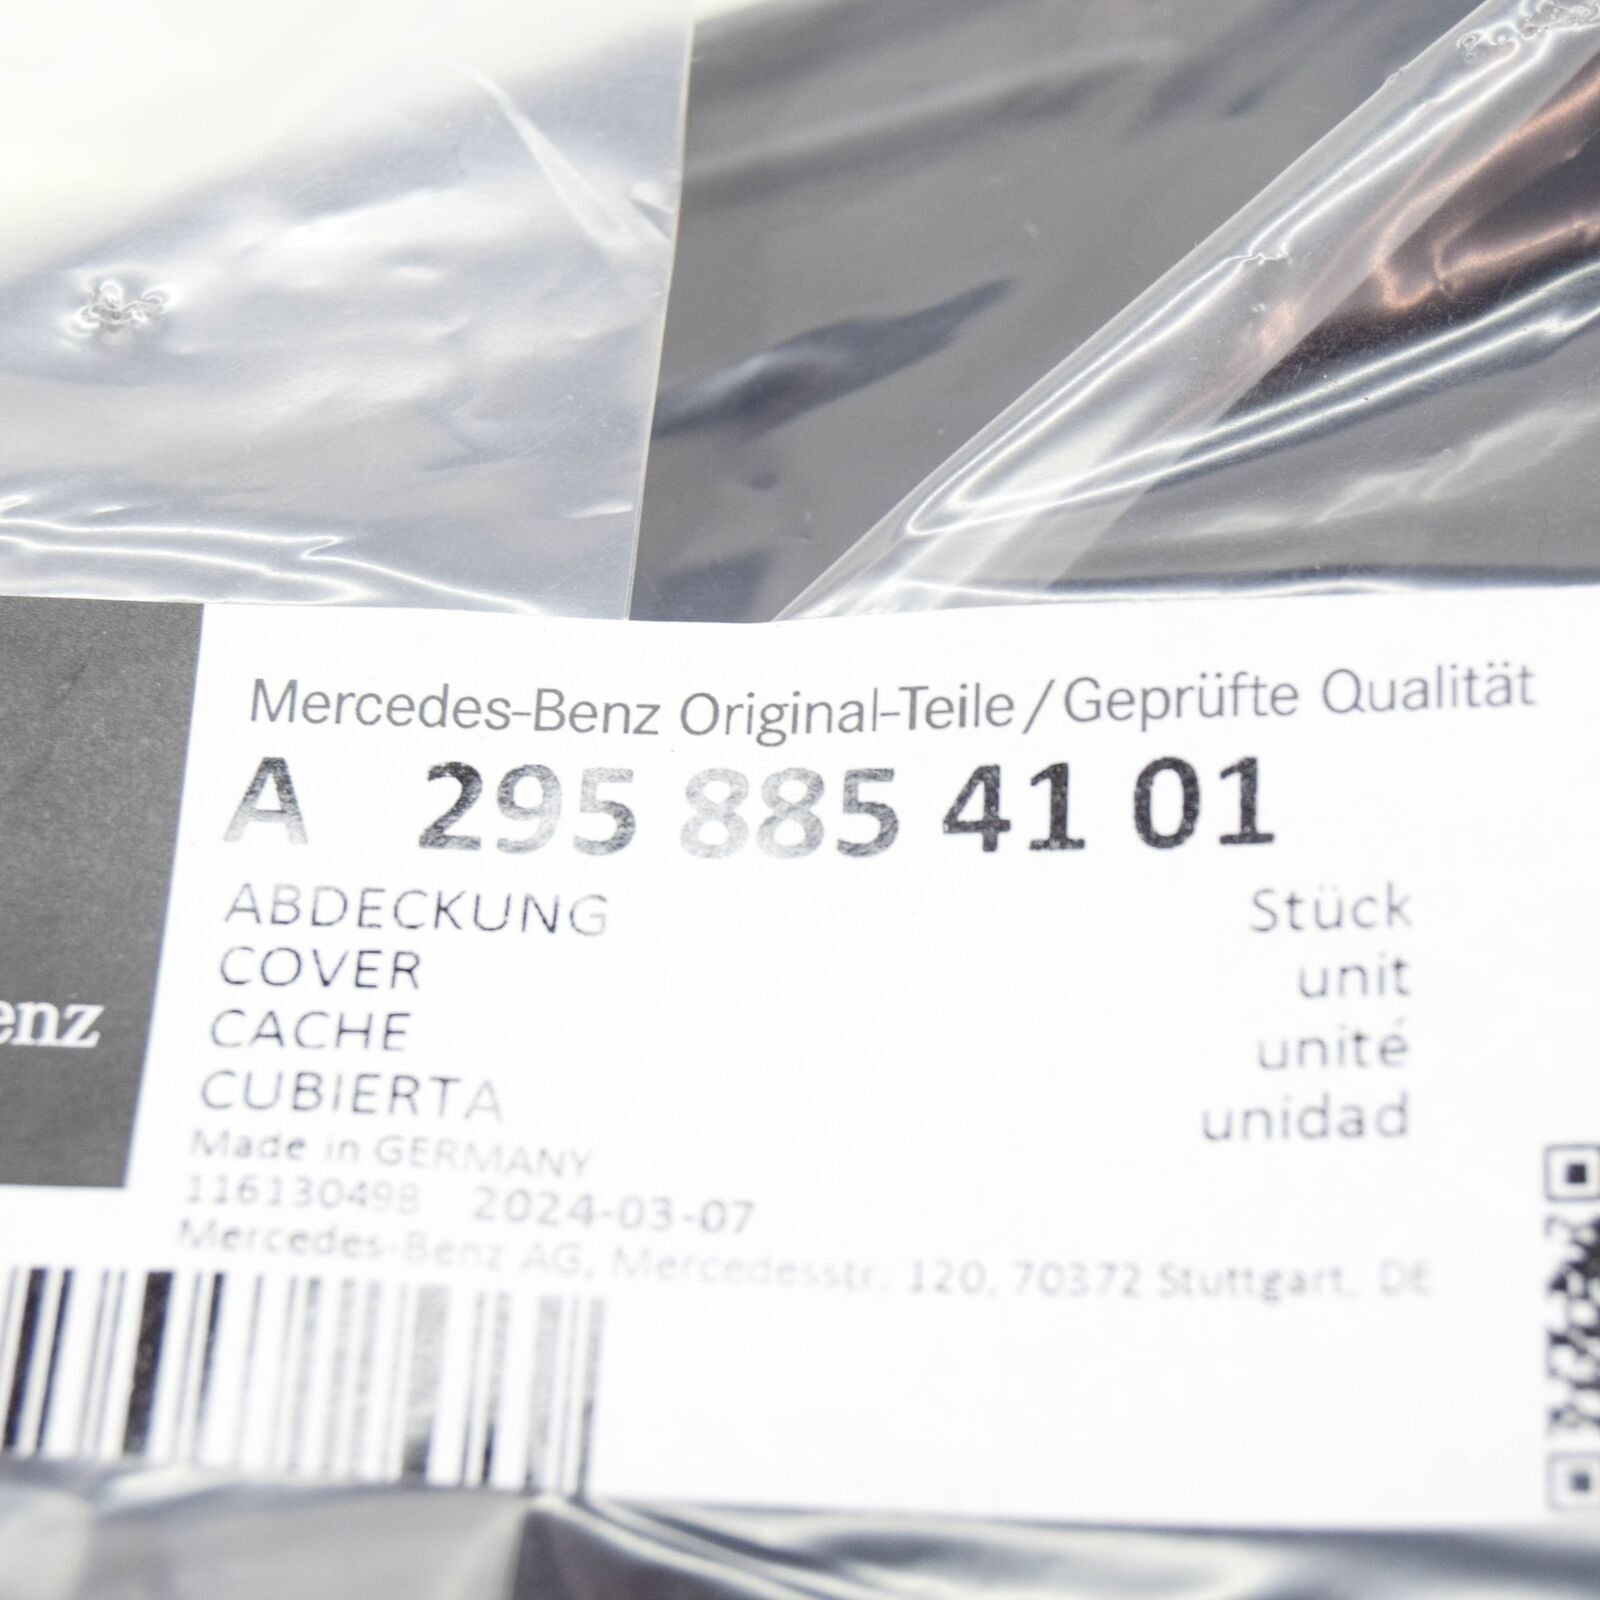 Mercedes-Benz Original-Teile/Geprüfte Qualität
A 295 885 41 01
ABDECKUNG Stück
COVER unit
CACHE unité
CUBIERTA unidad
enz
Made in GERMANY
11613049B 2024-03-07
Mercedes-Benz AG, Mercedesstr. 120, 70372 Stuttgart, DE